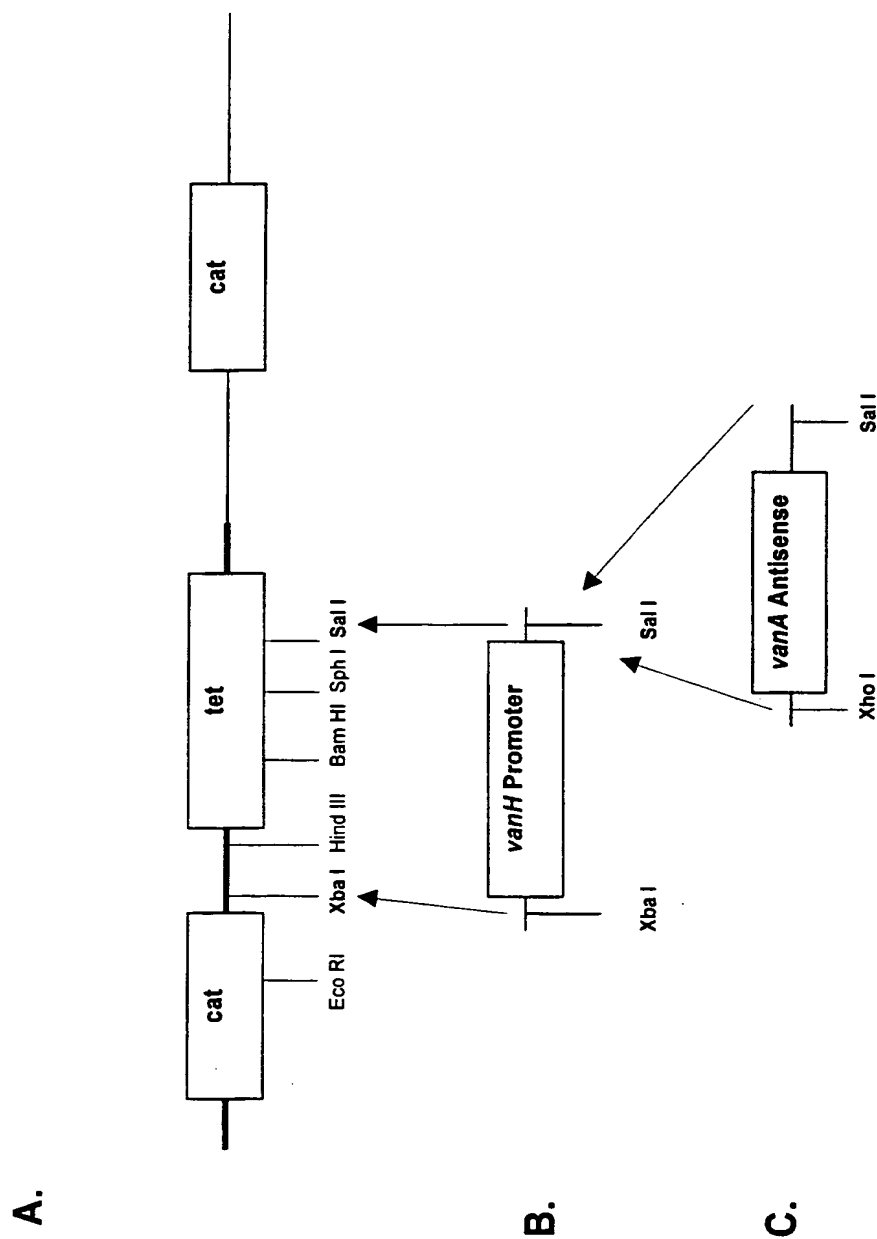 A.
cat
tet
cat
Eco RI
Xba I
Hind III
Bam HI
Sph I
Sal I
B.
vanH Promoter
Xba I
Sal I
C.
vanA Antisense
Xho I
Sal I